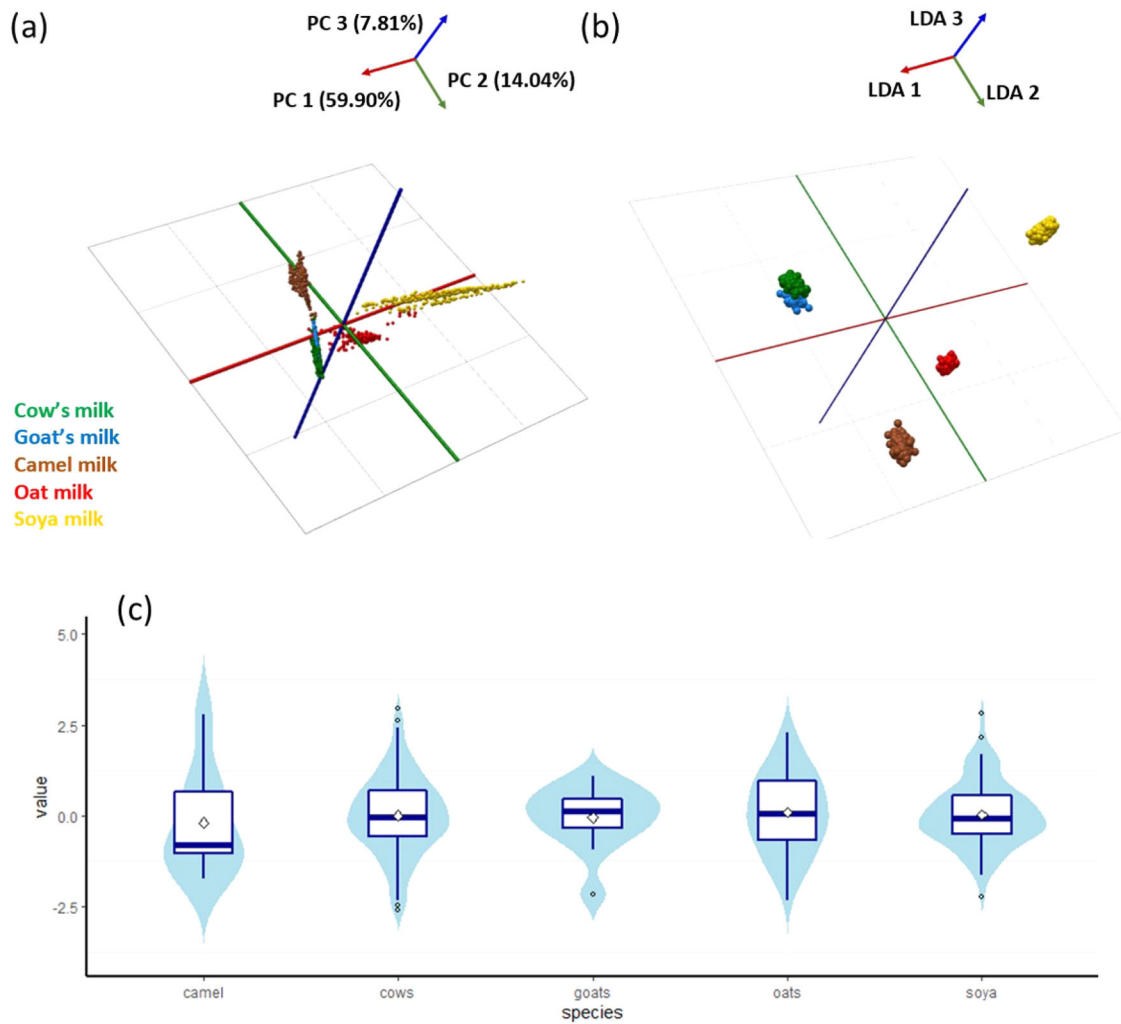 (a)
PC 3 (7.81%)
PC 1 (59.90%)
PC 2 (14.04%)
(b)
LDA 3
LDA 1
LDA 2
Cow's milk
Goat's milk
Camel milk
Oat milk
Soya milk
(c)
5.0
2.5
0.0
-2.5
value
camel cows goats oats soya
species